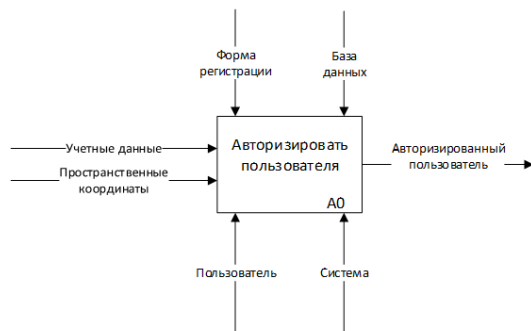 Форма
регистрации
База
данных
Учетные данные
Пространственные
координаты
Авторизировать
пользователя
A0
Авторизированный
пользователь
Пользователь
Система